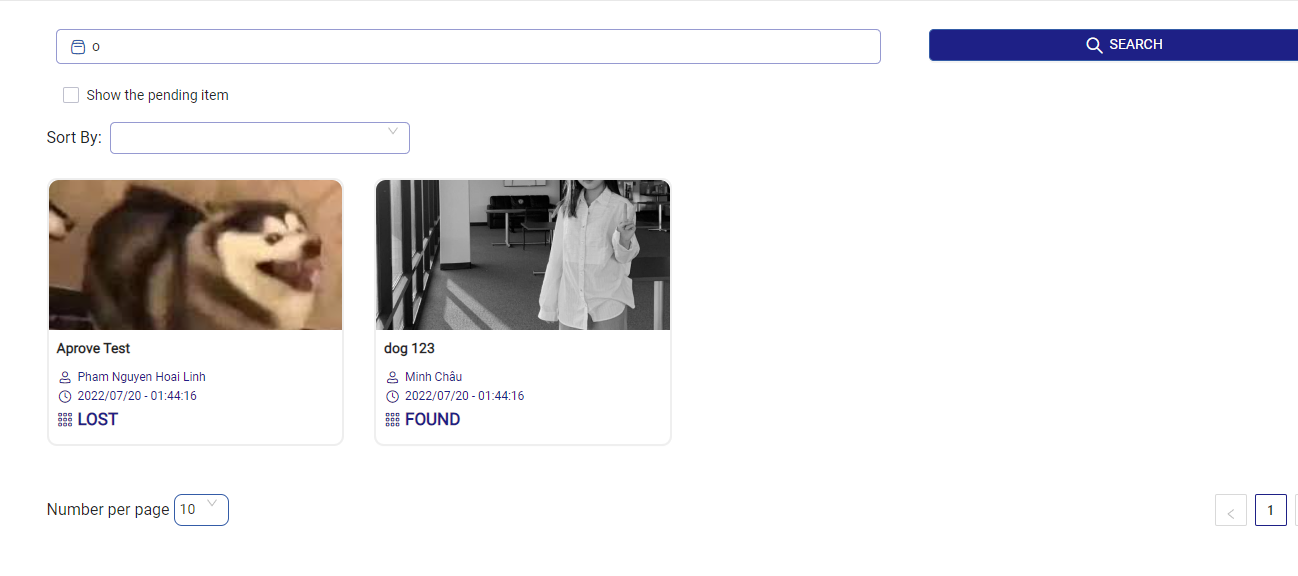 o
SEARCH
Show the pending item
Sort By:
Aprove Test
Pham Nguyen Hoai Linh
2022/07/20 - 01:44:16
LOST
dog 123
Minh Châu
2022/07/20 - 01:44:16
FOUND
Number per page 10
1